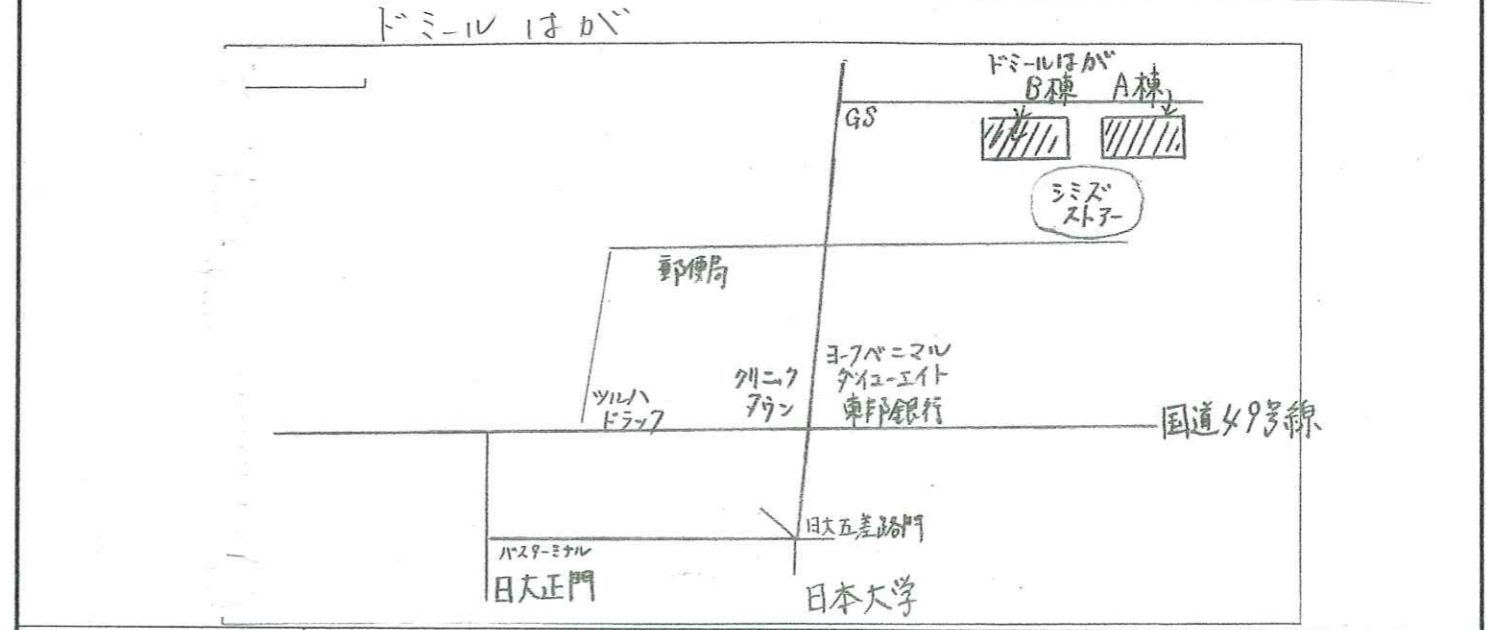 ドミール はが
ドミールはが
B棟 A棟
GS
シミズ
ストアー
郵便局
ヨークベニマル
ダイユーエイト
東邦銀行
クリニック
タウン
ツルハ
ドラッグ
国道49号線
日大五差路門
バスターミナル
日大正門
日本大学